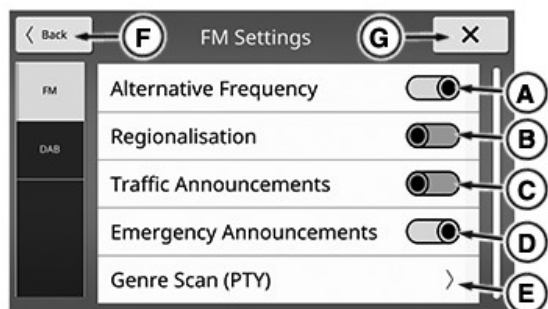 < Back F FM Settings G X
FM Alternative Frequency A
Regionalisation B
DAB
Traffic Announcements C
Emergency Announcements D
Genre Scan (PTY) > E